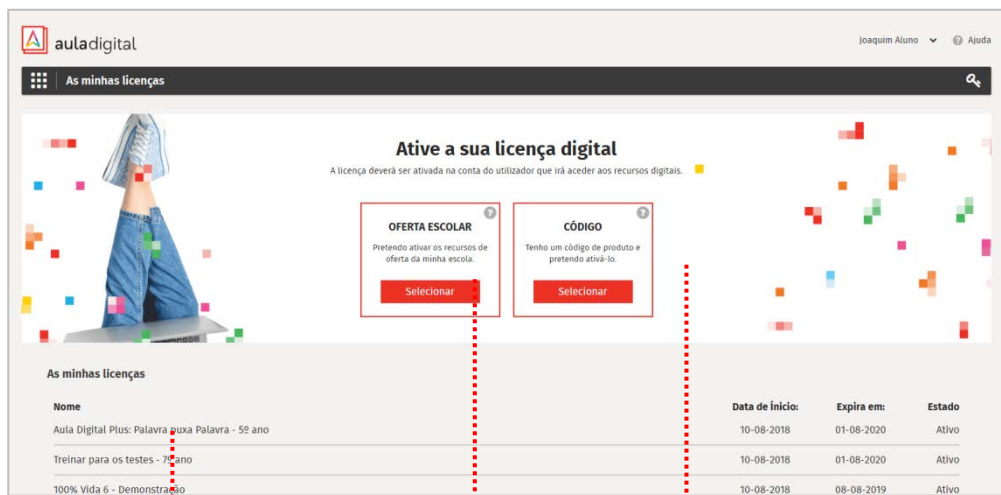 auladigital
Joaquim Aluno
Ajuda
As minhas licenças
Ative a sua licença digital
A licença deverá ser ativada na conta do utilizador que irá aceder aos recursos digitais.
OFERTA ESCOLAR
Pretendo ativar os recursos de
oferta da minha escola.
Selecionar
CÓDIGO
Tenho um código de produto e
pretendo ativá-lo.
Selecionar
As minhas licenças
Nome Data de Ínicio: Expira em: Estado
Aula Digital Plus: Palavra puxa Palavra - 5º ano 10-08-2018 01-08-2020 Ativo
Treinar para os testes - 7º ano 10-08-2018 01-08-2020 Ativo
100% Vida 6 - Demonstração 10-08-2018 08-08-2019 Ativo